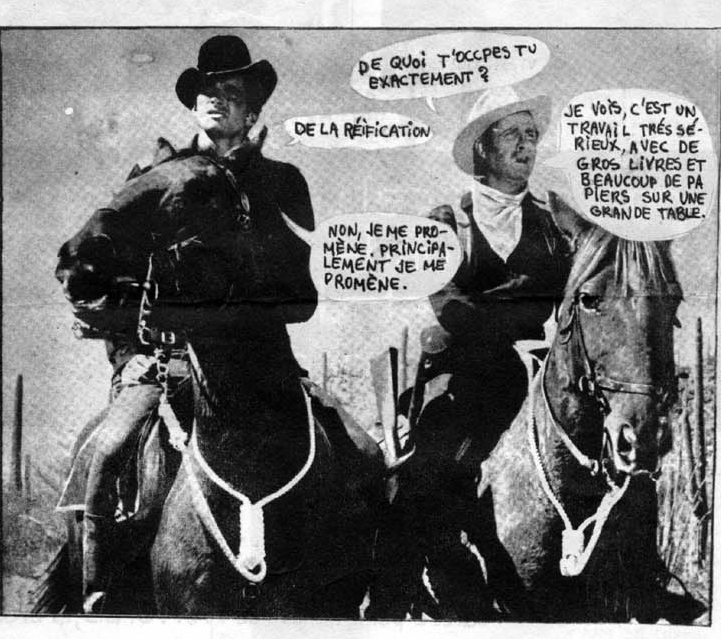 DE QUOI T'OCCPES TU
EXACTEMENT ?
DE LA RÉIFICATION
JE VOIS, C'EST UN
TRAVAIL TRÉS SÉ-
RIEUX, AVEC DE
GROS LIVRES ET
BEAUCOUP DE PA
PIERS SUR UNE
GRANDE TABLE.
NON, JE ME PRO-
MÈNE. PRINCIPA-
LEMENT JE ME
PROMÈNE.